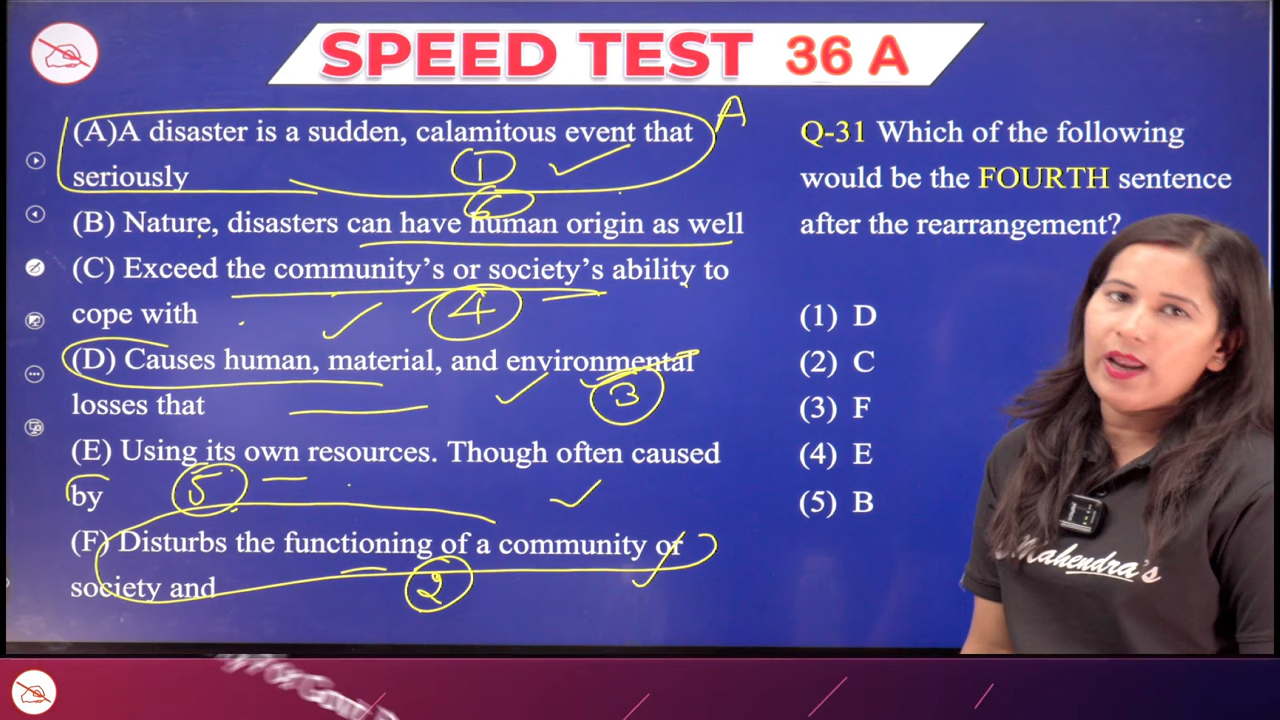 SPEED TEST 36 A
(A)A disaster is a sudden, calamitous event that
seriously
(B) Nature, disasters can have human origin as well
(C) Exceed the community's or society's ability to
cope with
(D) Causes human, material, and environmental
losses that
(E) Using its own resources. Though often caused
by
(F) Disturbs the functioning of a community or
society and
A
1
6
4
3
5
2
Q-31 Which of the following
would be the FOURTH sentence
after the rearrangement?
(1) D
(2) C
(3) F
(4) E
(5) B
Mahendra's